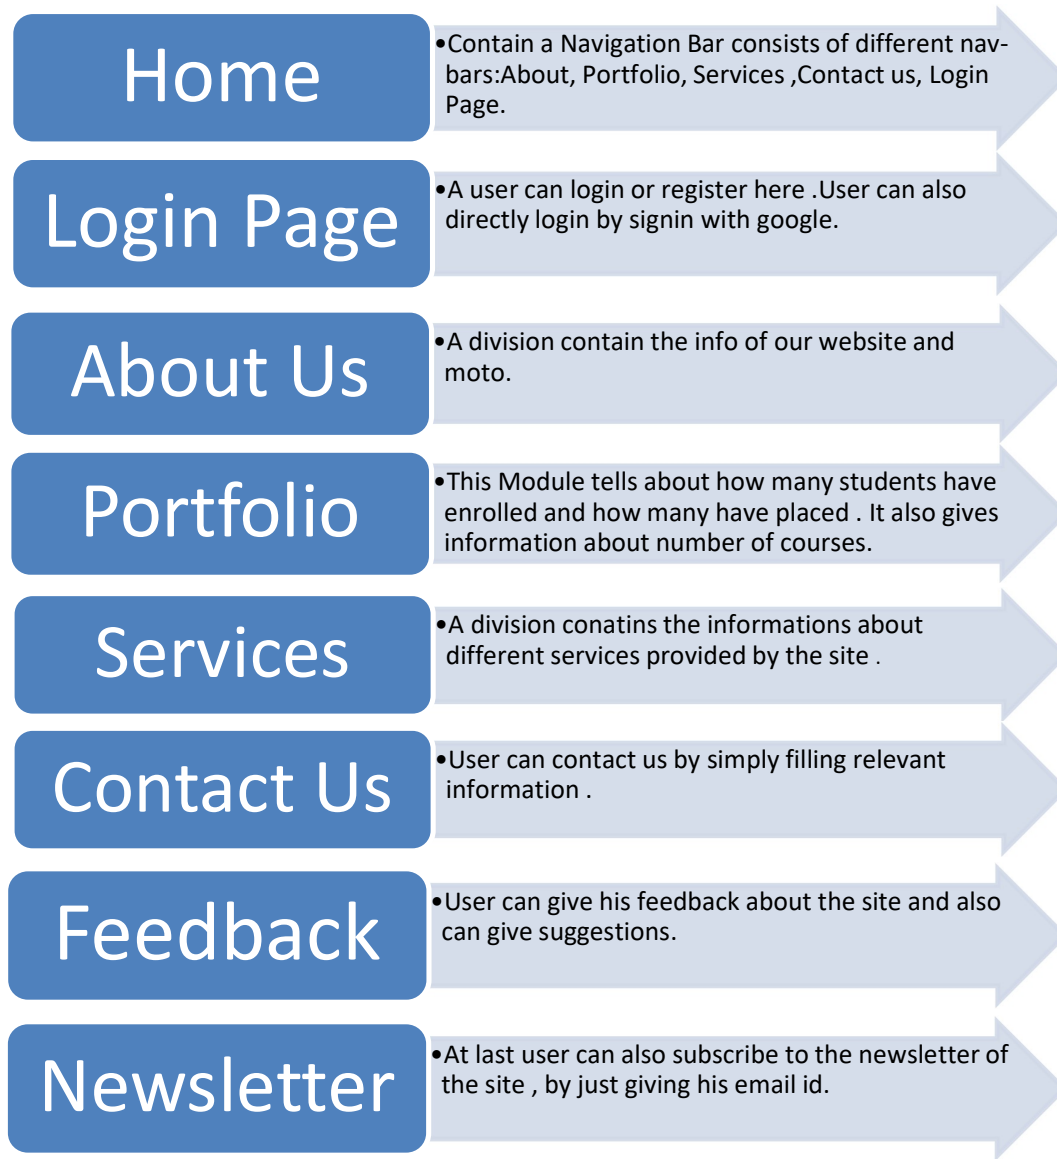 Home
•Contain a Navigation Bar consists of different nav-
bars:About, Portfolio, Services ,Contact us, Login
Page.
Login Page
•A user can login or register here .User can also
directly login by signin with google.
About Us
•A division contain the info of our website and
moto.
Portfolio
•This Module tells about how many students have
enrolled and how many have placed . It also gives
information about number of courses.
Services
•A division conatins the informations about
different services provided by the site .
Contact Us
•User can contact us by simply filling relevant
information .
Feedback
•User can give his feedback about the site and also
can give suggestions.
Newsletter
•At last user can also subscribe to the newsletter of
the site , by just giving his email id.